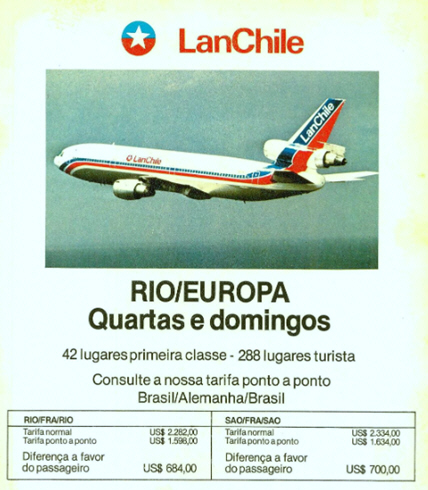 LanChile
LanChile
LanChile
RIO/EUROPA
Quartas e domingos
42 lugares primeira classe - 288 lugares turista
Consulte a nossa tarifa ponto a ponto
Brasil/Alemanha/Brasil
RIO/FRA/RIO
Tarifa normal US$ 2.282,00
Tarifa ponto a ponto US$ 1.598,00
Diferença a favor
do passageiro US$ 684,00
SAO/FRA/SAO
Tarifa normal US$ 2.334,00
Tarifa ponto a ponto US$ 1.634,00
Diferença a favor
do passageiro US$ 700,00